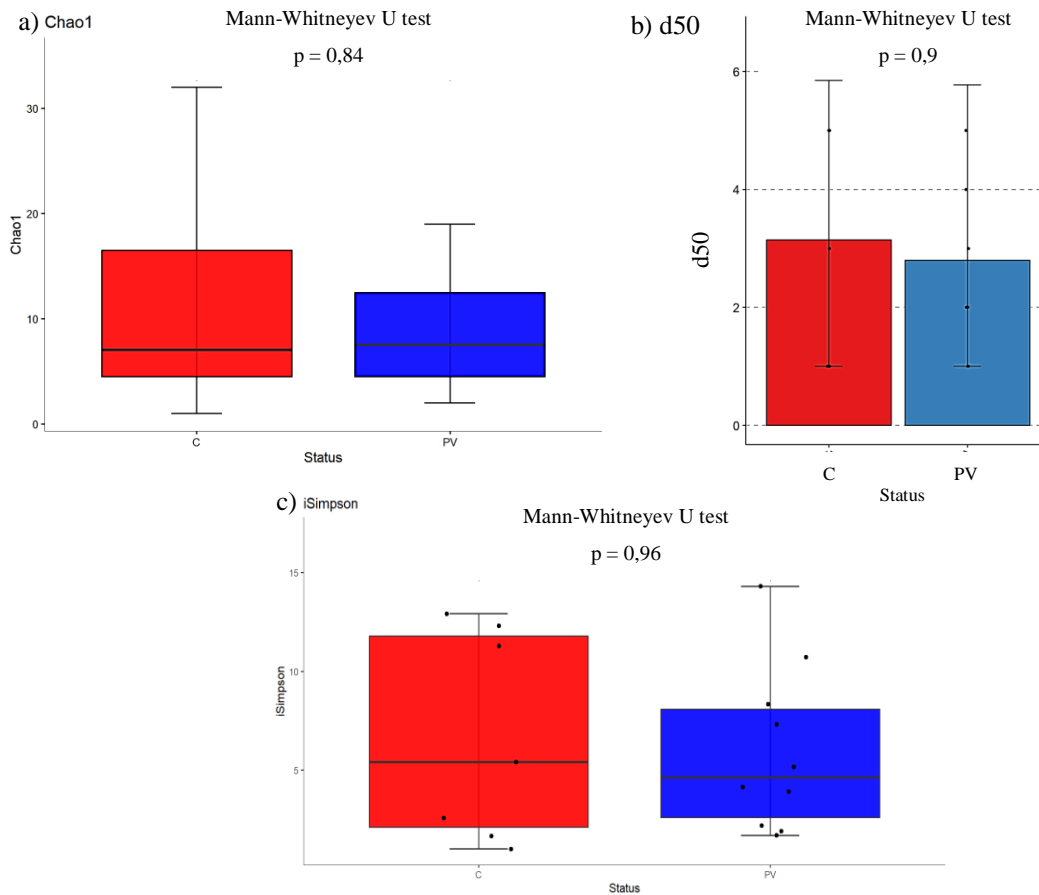 a) Chao1
Mann-Whitneyev U test
p = 0,84
Chao1
30
20
10
0
C
PV
Status
b) d50
Mann-Whitneyev U test
p = 0,9
d50
6
4
2
0
C
PV
Status
c) iSimpson
Mann-Whitneyev U test
p = 0,96
iSimpson
15
10
5
C
PV
Status